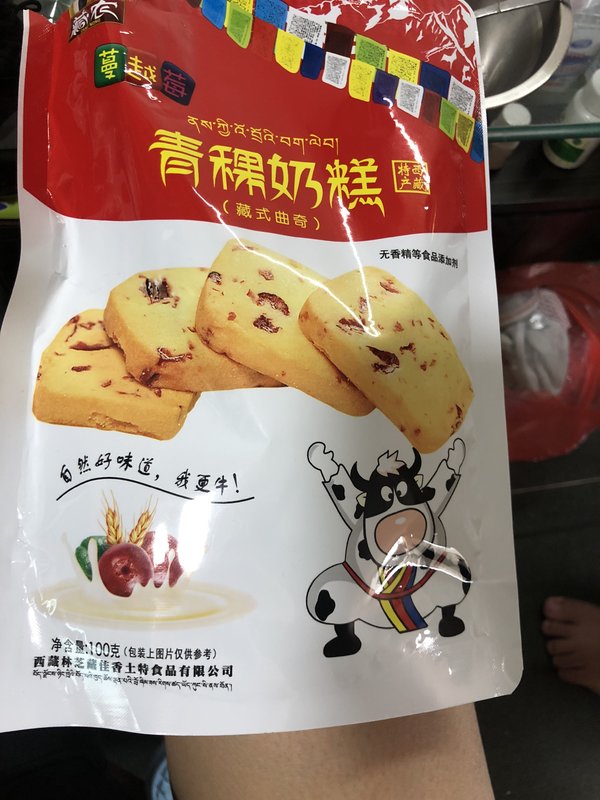 蔓越莓
ནས་ཀྱི་འོ་སྤྲོའི་བག་ལེབ།
青稞奶糕
西藏特产
(藏式曲奇)
无香精等食品添加剂
自然好味道，我更牛！
净含量:100克(包装上图片仅供参考)
西藏林芝藏佳香土特食品有限公司